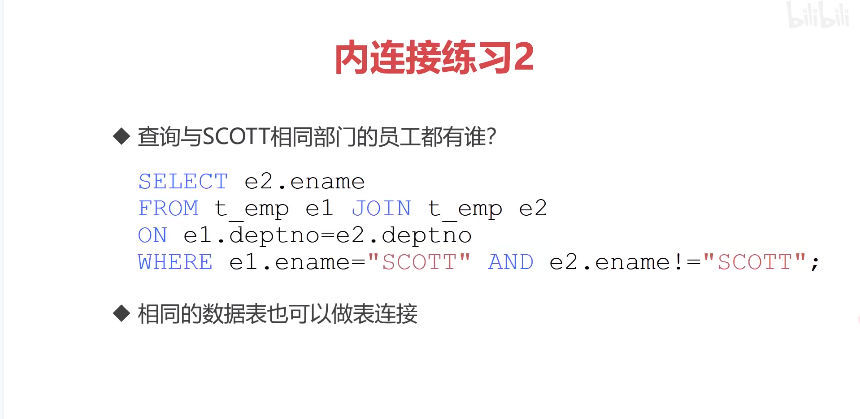 bilibili
内连接练习2
◆ 查询与SCOTT相同部门的员工都有谁?
SELECT e2.ename
FROM t_emp e1 JOIN t_emp e2
ON e1.deptno=e2.deptno
WHERE e1.ename="SCOTT" AND e2.ename!="SCOTT";
◆ 相同的数据表也可以做表连接